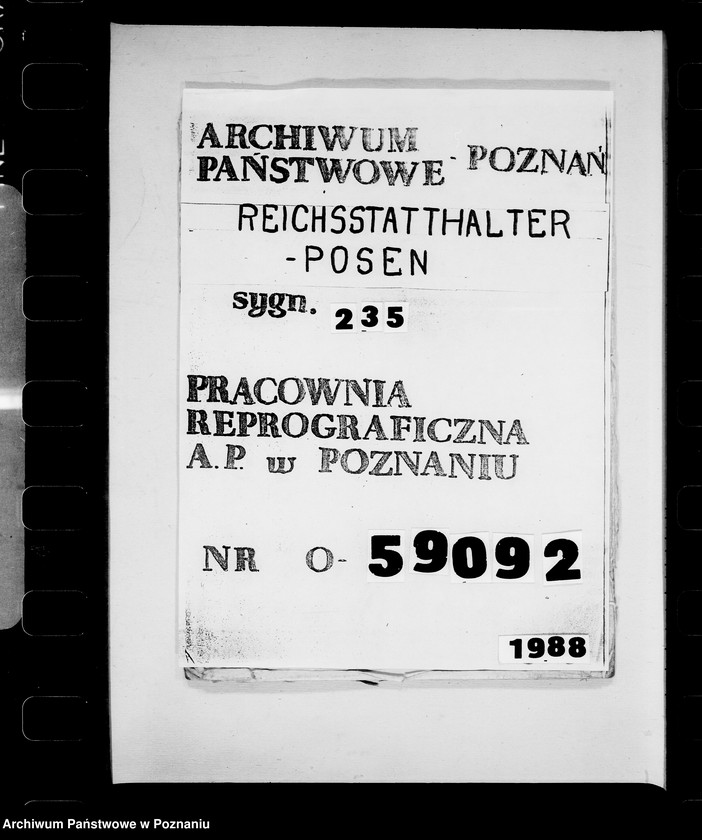 ARCHIWUM
PAŃSTWOWE - POZNAŃ
REICHSSTATTHALTER
-POSEN
sygn. 235
PRACOWNIA
REPROGRAFICZNA
A.P. w POZNANIU
NR O- 59092
1988
Archiwum Państwowe w Poznaniu